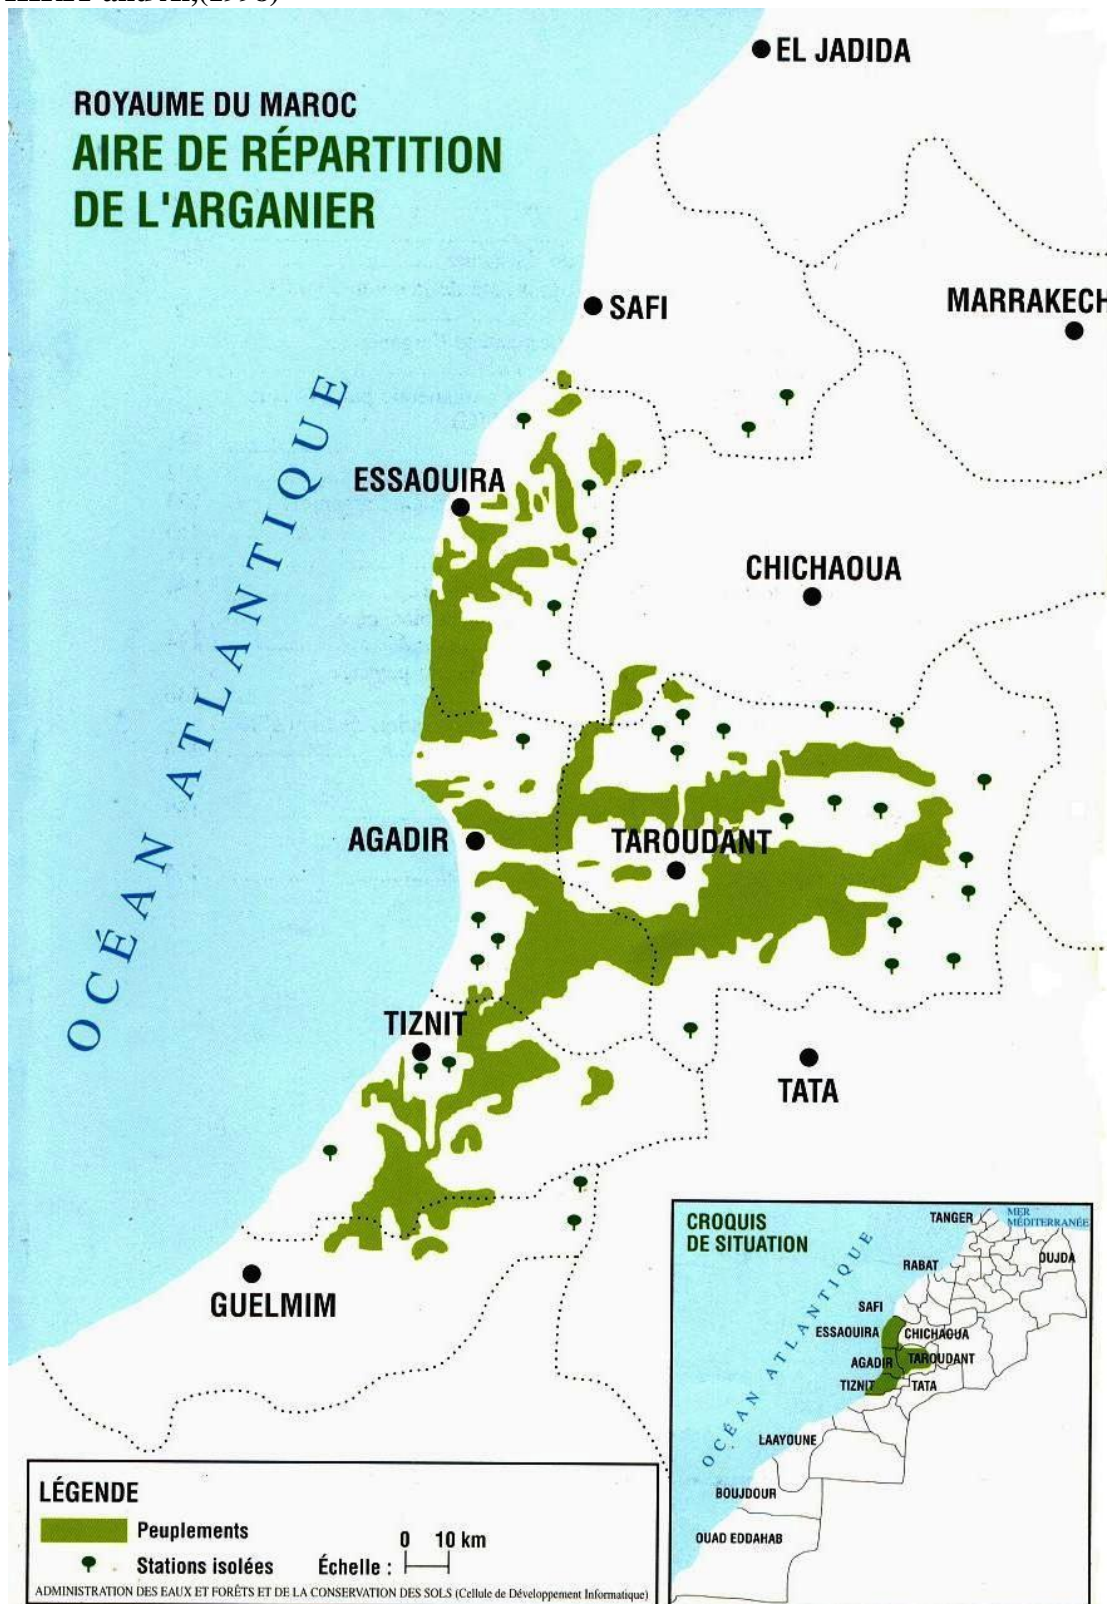 ROYAUME DU MAROC
AIRE DE RÉPARTITION
DE L'ARGANIER
EL JADIDA
SAFI
MARRAKECH
ESSAOUIRA
CHICHAOUA
OCÉAN ATLANTIQUE
AGADIR
TAROUDANT
TIZNIT
TATA
GUELMIM
CROQUIS
DE SITUATION
TANGER
MER
MÉDITERRANÉE
OUJDA
RABAT
SAFI
ESSAOUIRA
CHICHAOUA
OCÉAN ATLANTIQUE
AGADIR
TAROUDANT
TIZNIT
TATA
LAAYOUNE
BOUJDOUR
OUAD EDDAHAB
LÉGENDE
Peuplements
Stations isolées
Échelle :
0 10 km
ADMINISTRATION DES EAUX ET FORÊTS ET DE LA CONSERVATION DES SOLS (Cellule de Développement Informatique)